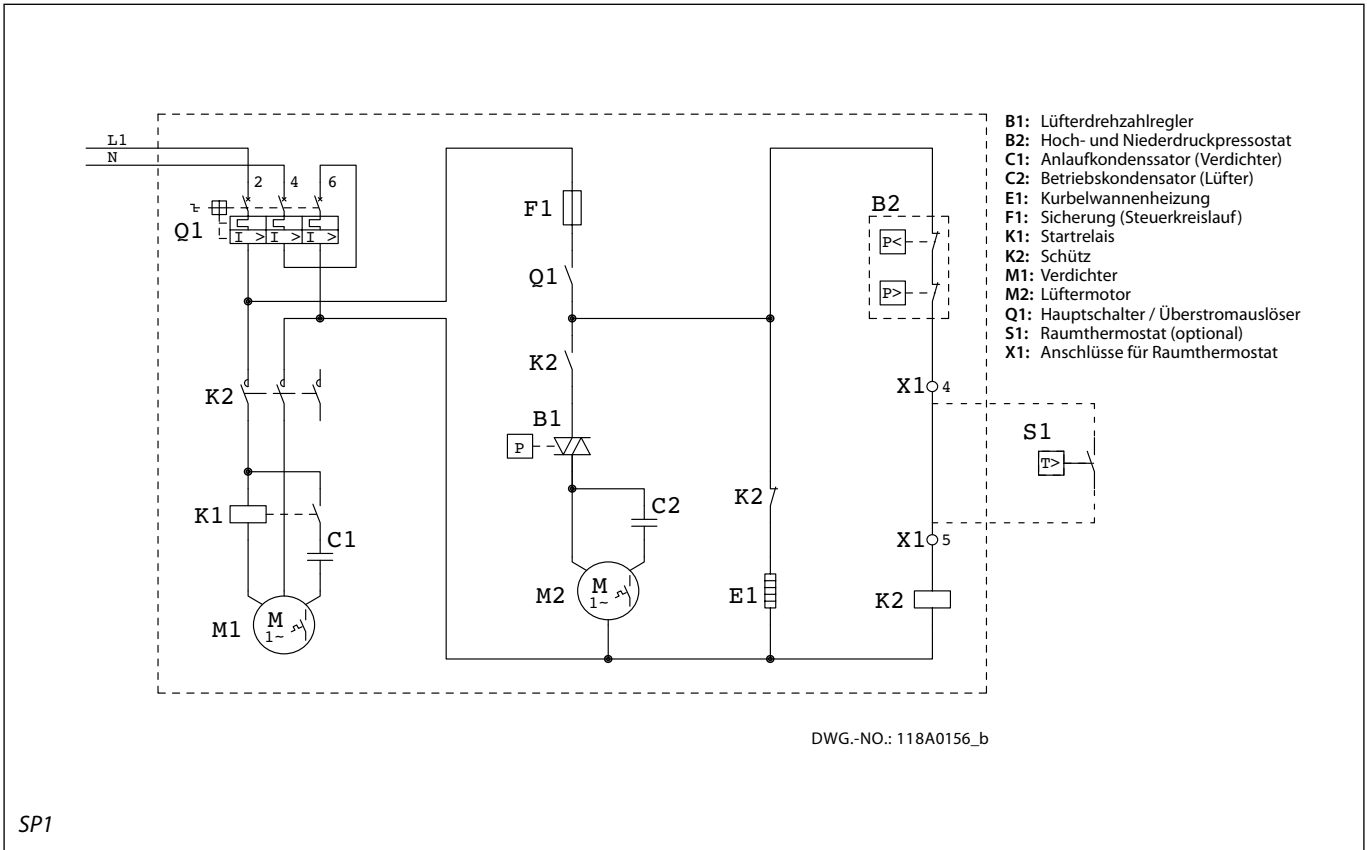 L1
N
2 4 6
Q1
I > I > I >
K2
K1
C1
M1
M
1~
F1
Q1
K2
B1
P
C2
M2
M
1~
K2
E1
B2
P<
P>
X1 4
S1
T>
X1 5
K2
B1: Lüfterdrehzahlregler
B2: Hoch- und Niederdruckpressostat
C1: Anlaufkondenssator (Verdichter)
C2: Betriebskondensator (Lüfter)
E1: Kurbelwannenheizung
F1: Sicherung (Steuerkreislauf)
K1: Startrelais
K2: Schütz
M1: Verdichter
M2: Lüftermotor
Q1: Hauptschalter / Überstromauslöser
S1: Raumthermostat (optional)
X1: Anschlüsse für Raumthermostat
DWG.-NO.: 118A0156_b
SP1